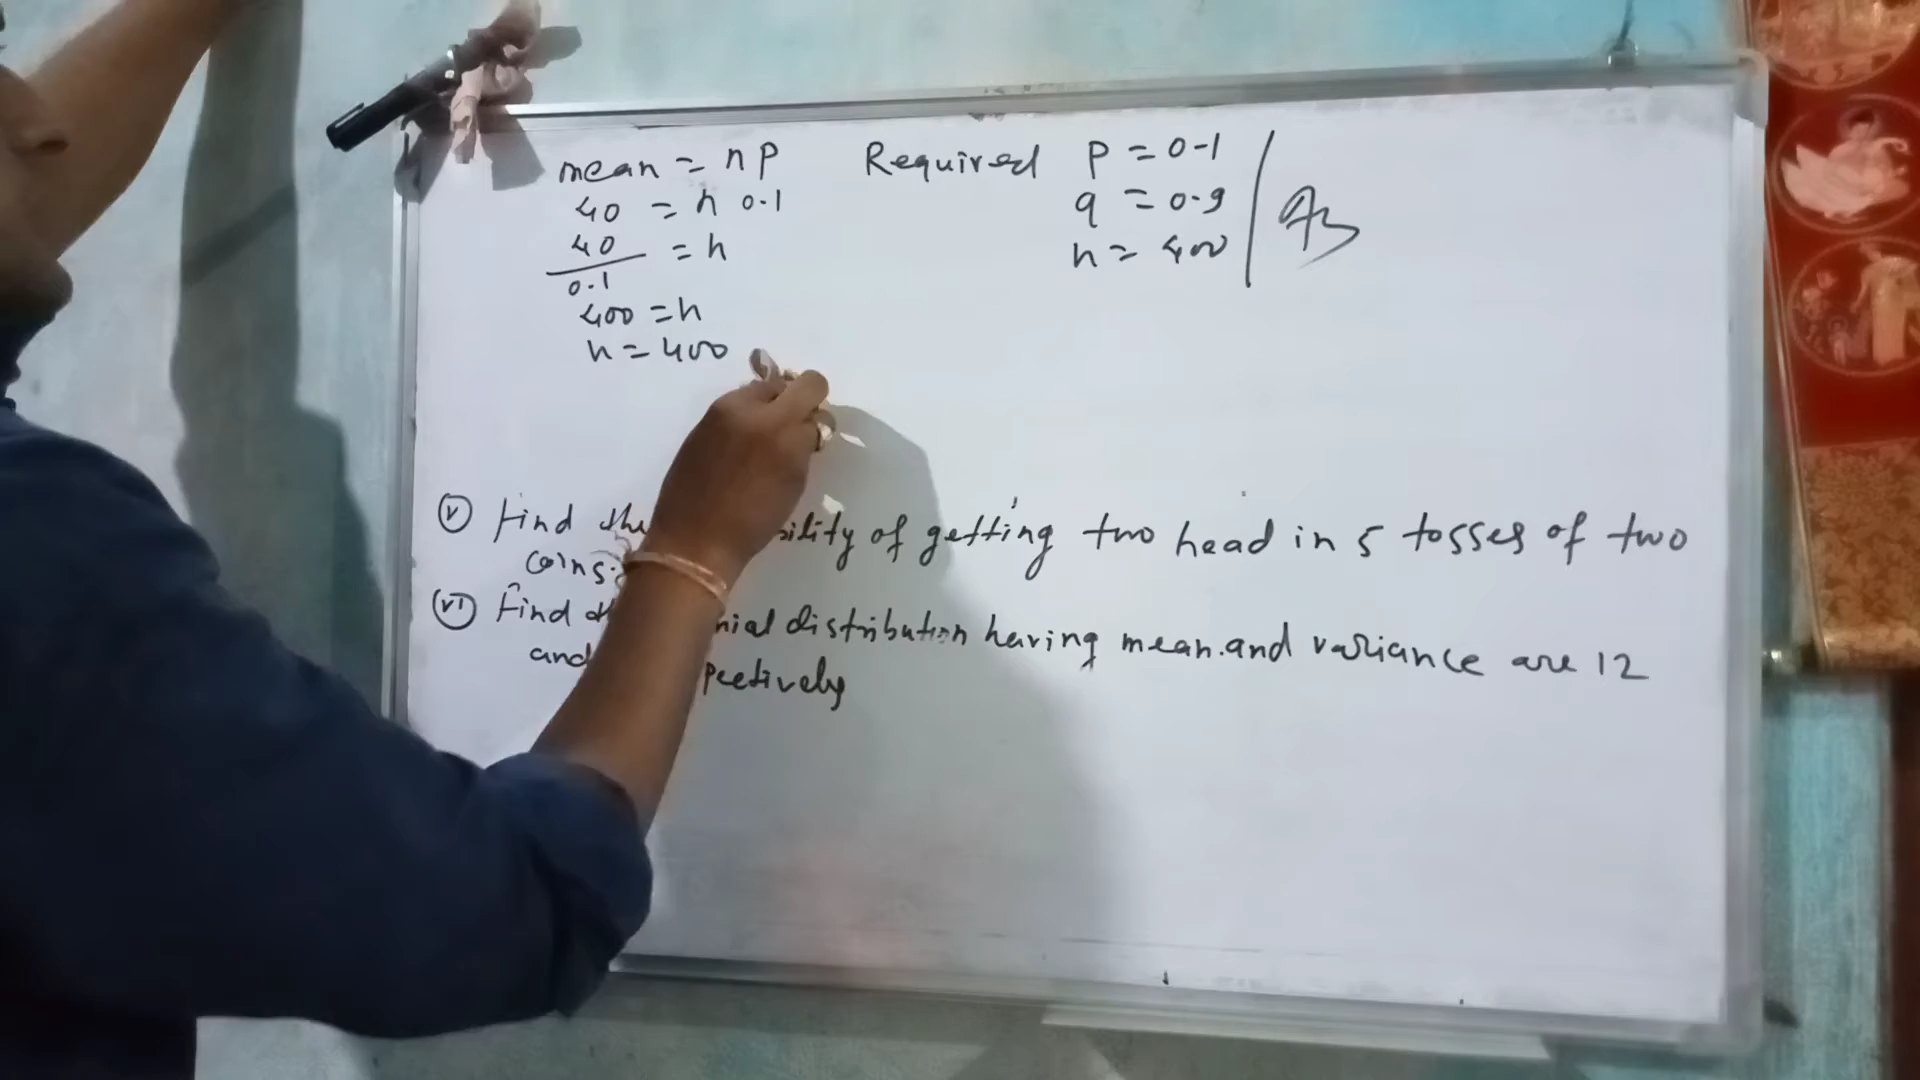 mean = n p
40 = n 0.1
40 / 0.1 = n
400 = n
n = 400
Required p = 0.1
q = 0.9
n = 400
(v) Find the bility of getting two head in 5 tosses of two
coins.
(vi) Find nial distribution having mean and variance are 12
and pectively